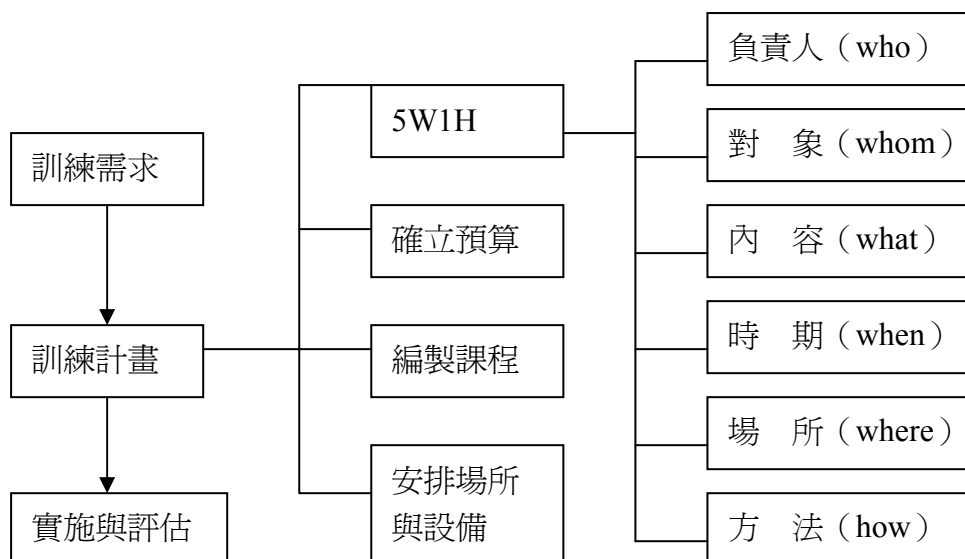 訓練需求
訓練計畫
實施與評估
5W1H
確立預算
編製課程
安排場所
與設備
負責人（who）
對　象（whom）
內　容（what）
時　期（when）
場　所（where）
方　法（how）